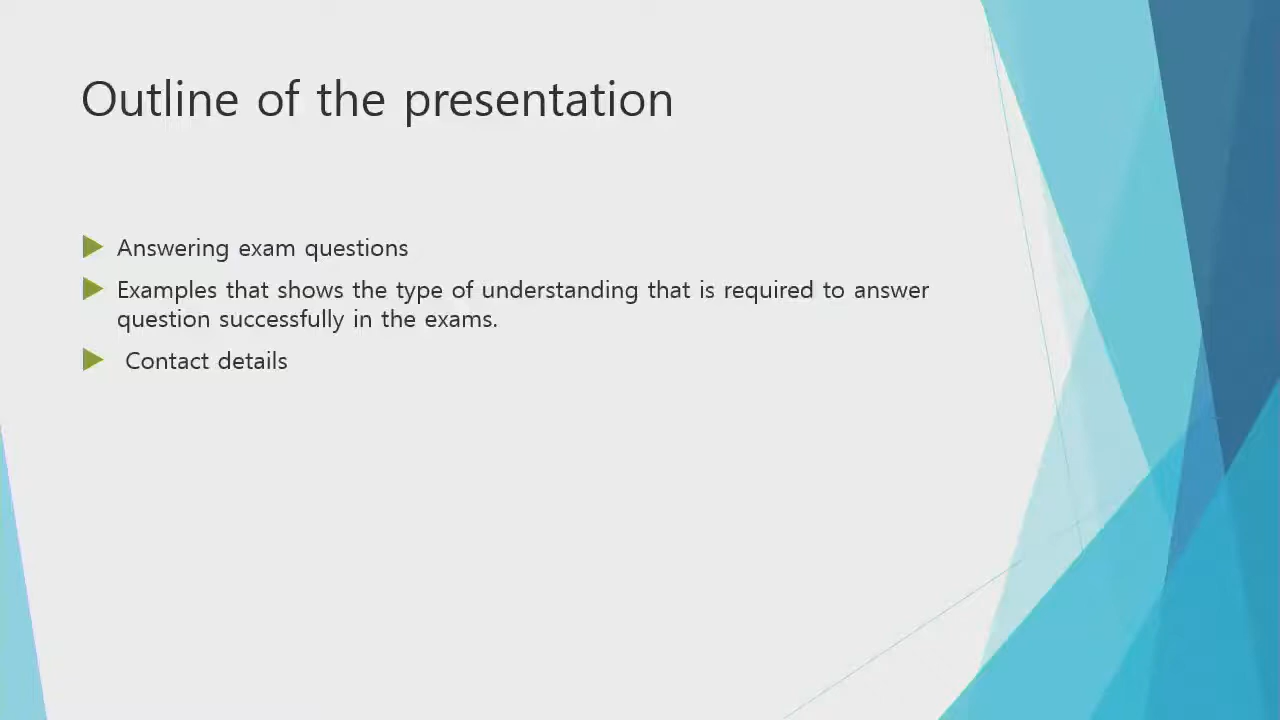 Outline of the presentation
Answering exam questions
Examples that shows the type of understanding that is required to answer
question successfully in the exams.
Contact details